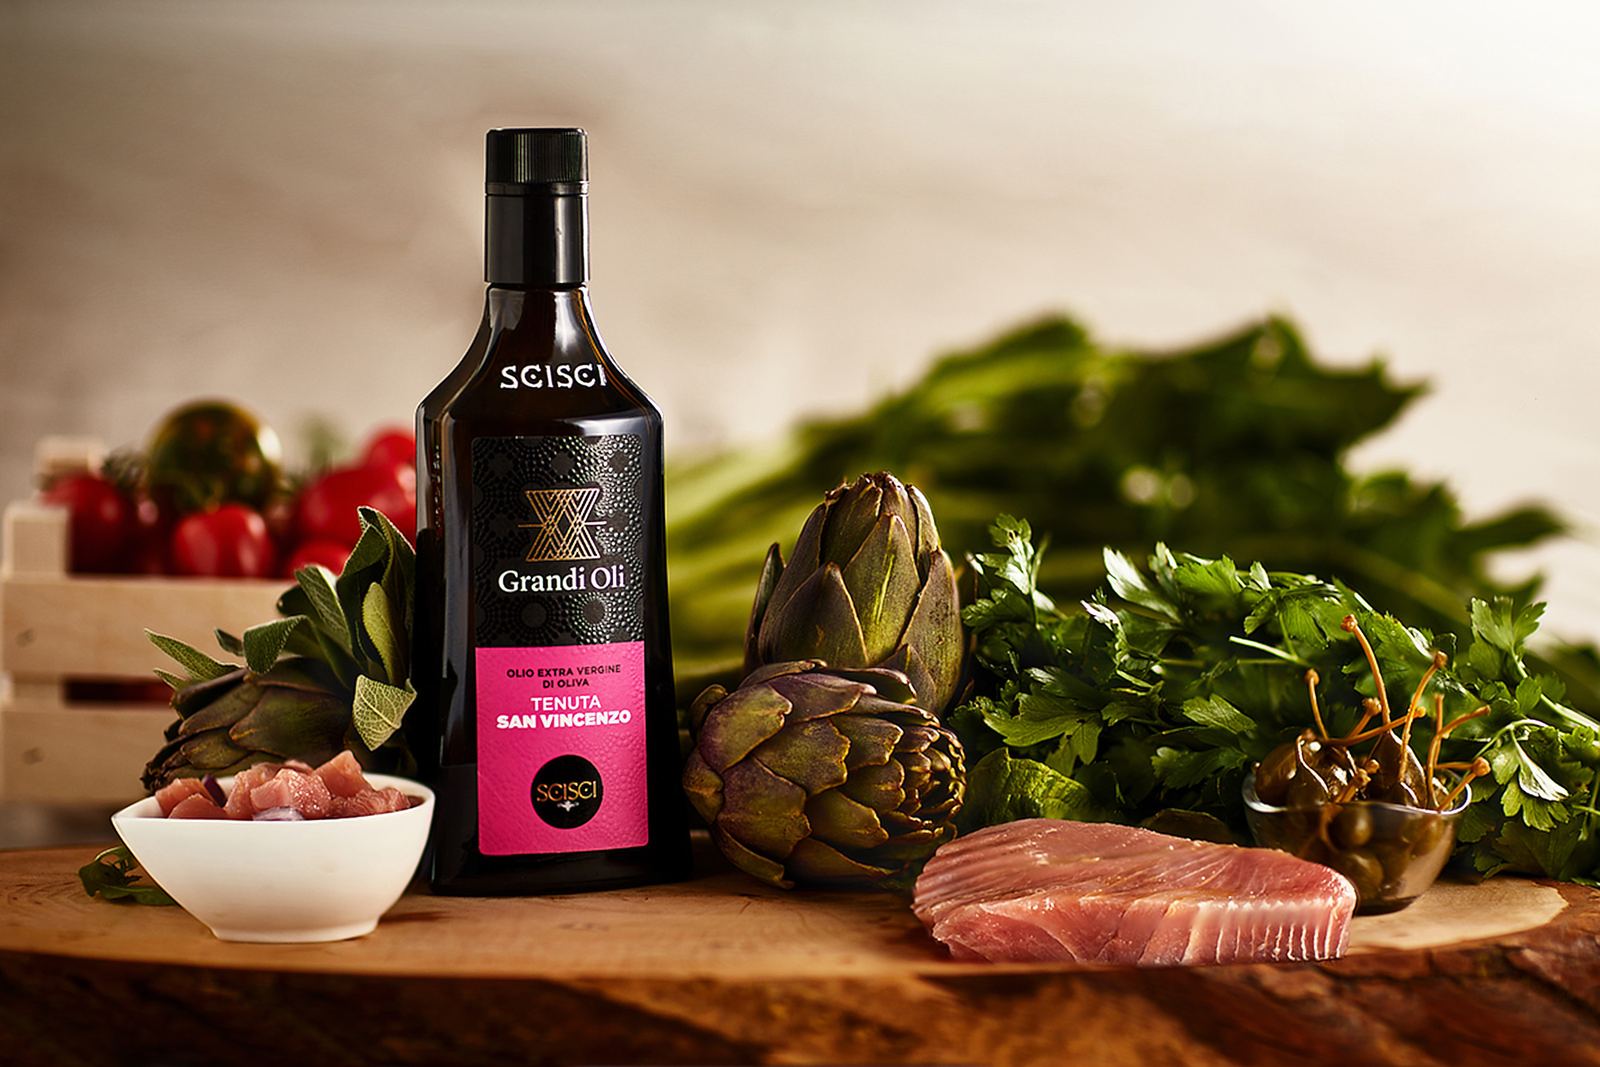 SCISCI
Grandi Oli
OLIO EXTRA VERGINE
DI OLIVA
TENUTA
SAN VINCENZO
SCISCI